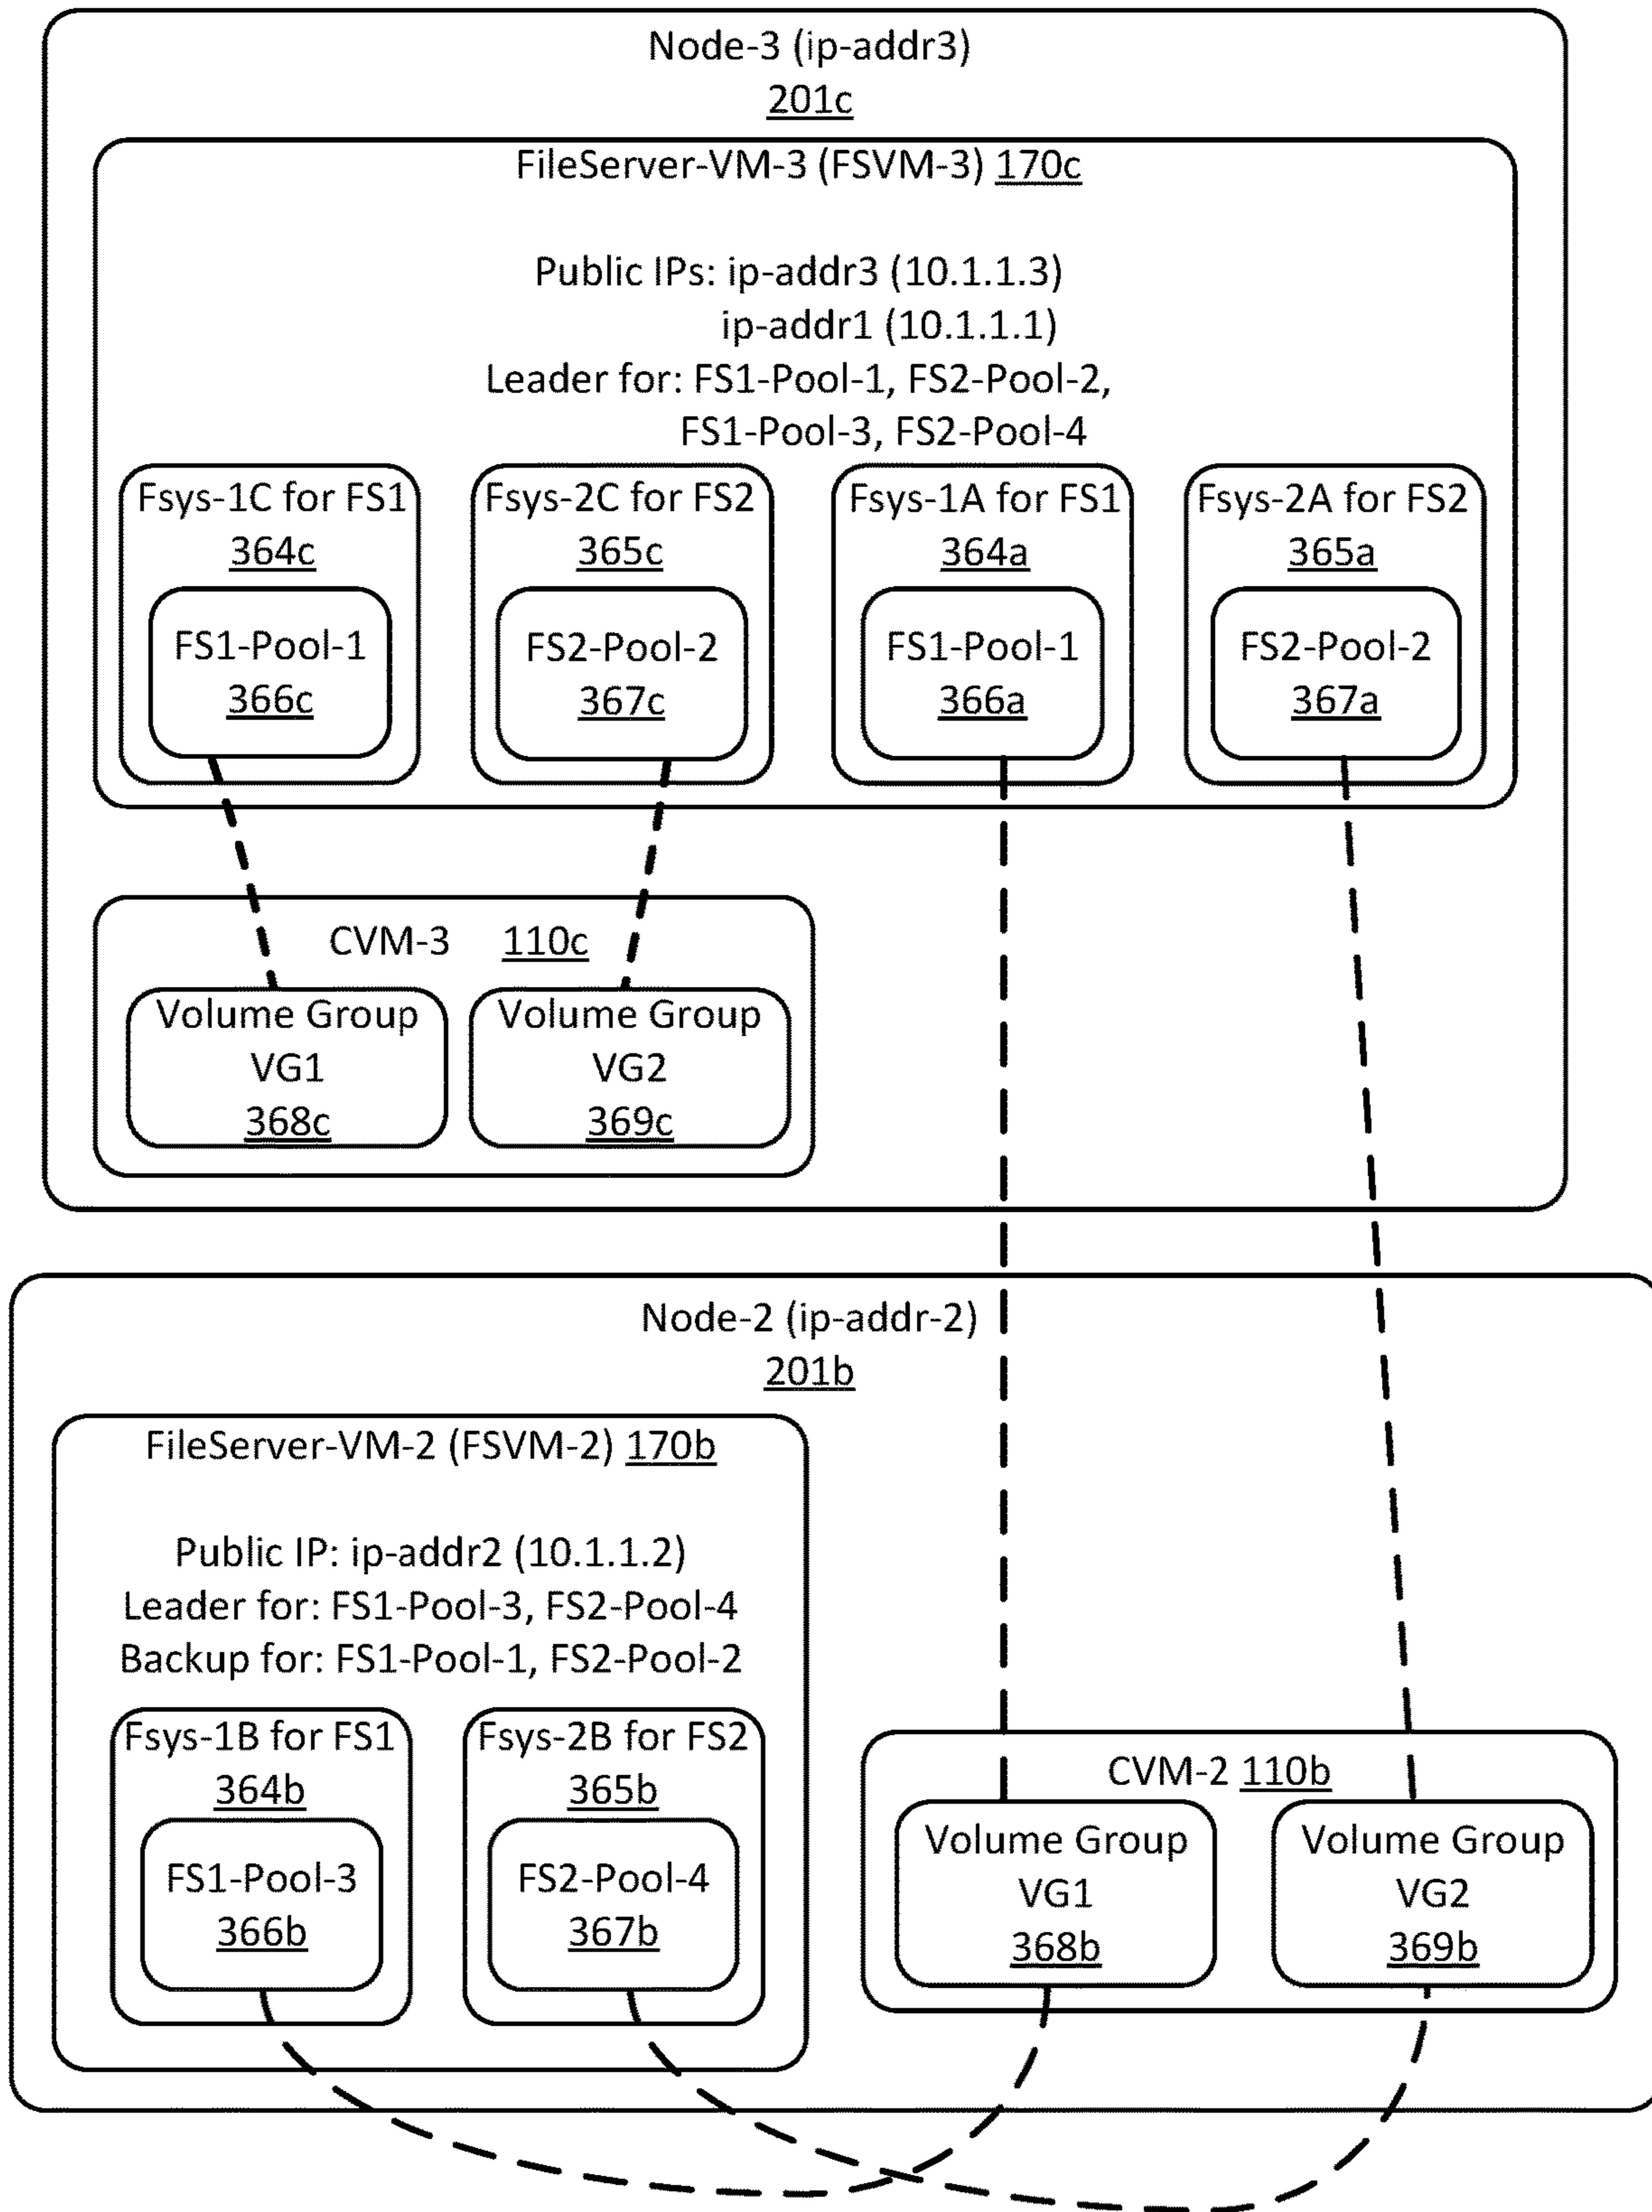 Node-3 (ip-addr3)
201c
FileServer-VM-3 (FSVM-3) 170c
Public IPs: ip-addr3 (10.1.1.3)
ip-addr1 (10.1.1.1)
Leader for: FS1-Pool-1, FS2-Pool-2,
FS1-Pool-3, FS2-Pool-4
Fsys-1C for FS1
364c
FS1-Pool-1
366c
Fsys-2C for FS2
365c
FS2-Pool-2
367c
Fsys-1A for FS1
364a
FS1-Pool-1
366a
Fsys-2A for FS2
365a
FS2-Pool-2
367a
CVM-3 110c
Volume Group
VG1
368c
Volume Group
VG2
369c
Node-2 (ip-addr-2)
201b
FileServer-VM-2 (FSVM-2) 170b
Public IP: ip-addr2 (10.1.1.2)
Leader for: FS1-Pool-3, FS2-Pool-4
Backup for: FS1-Pool-1, FS2-Pool-2
Fsys-1B for FS1
364b
FS1-Pool-3
366b
Fsys-2B for FS2
365b
FS2-Pool-4
367b
CVM-2 110b
Volume Group
VG1
368b
Volume Group
VG2
369b